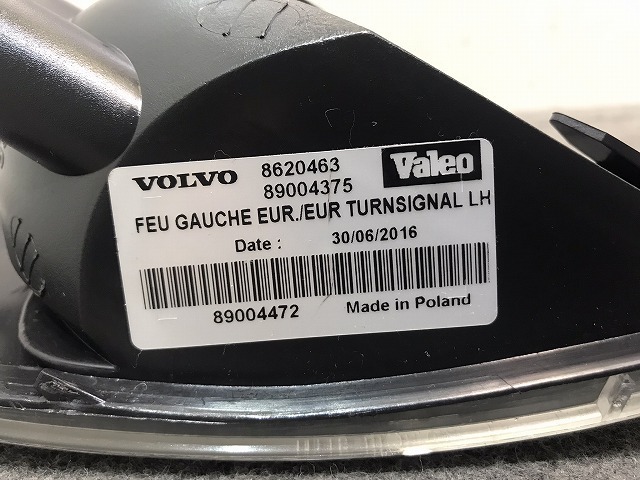 VOLVO 8620463 Valeo
89004375
FEU GAUCHE EUR./EUR TURNSIGNAL LH
Date : 30/06/2016
89004472 Made in Poland